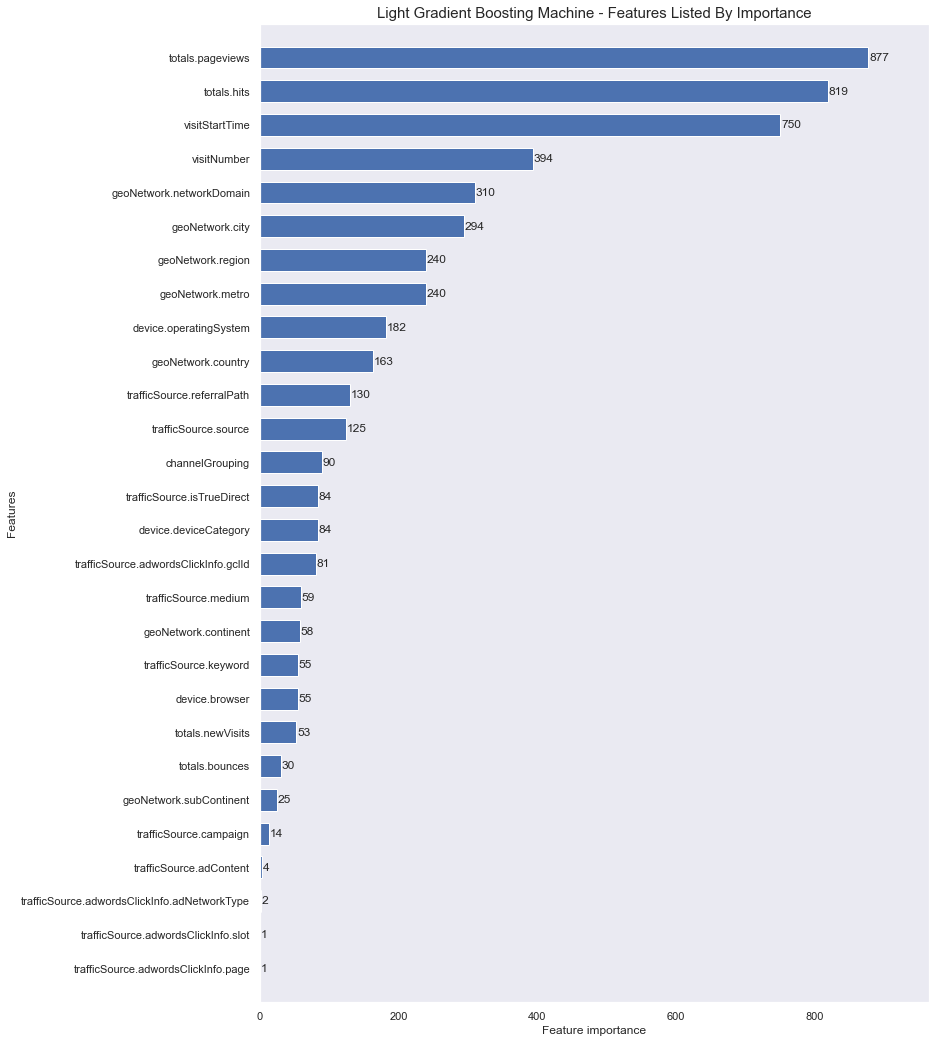 Light Gradient Boosting Machine - Features Listed By Importance
totals.pageviews 877
totals.hits 819
visitStartTime 750
visitNumber 394
geoNetwork.networkDomain 310
geoNetwork.city 294
geoNetwork.region 240
geoNetwork.metro 240
device.operatingSystem 182
geoNetwork.country 163
trafficSource.referralPath 130
trafficSource.source 125
channelGrouping 90
trafficSource.isTrueDirect 84
device.deviceCategory 84
trafficSource.adwordsClickInfo.gclId 81
trafficSource.medium 59
geoNetwork.continent 58
trafficSource.keyword 55
device.browser 55
totals.newVisits 53
totals.bounces 30
geoNetwork.subContinent 25
trafficSource.campaign 14
trafficSource.adContent 4
trafficSource.adwordsClickInfo.adNetworkType 2
trafficSource.adwordsClickInfo.slot 1
trafficSource.adwordsClickInfo.page 1
Features
0 200 400 600 800
Feature importance